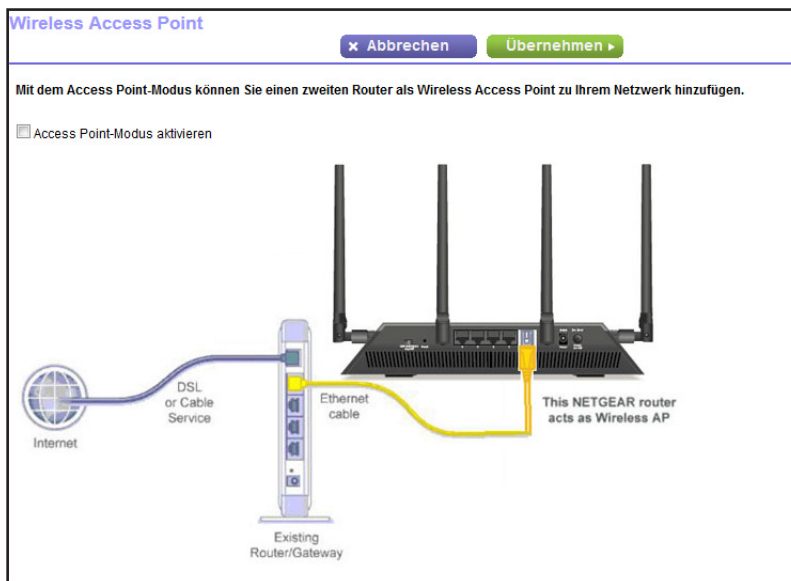 Wireless Access Point
Abbrechen
Übernehmen
Mit dem Access Point-Modus können Sie einen zweiten Router als Wireless Access Point zu Ihrem Netzwerk hinzufügen.
Access Point-Modus aktivieren
Internet
DSL
or Cable
Service
Ethernet
cable
This NETGEAR router
acts as Wireless AP
Existing
Router/Gateway